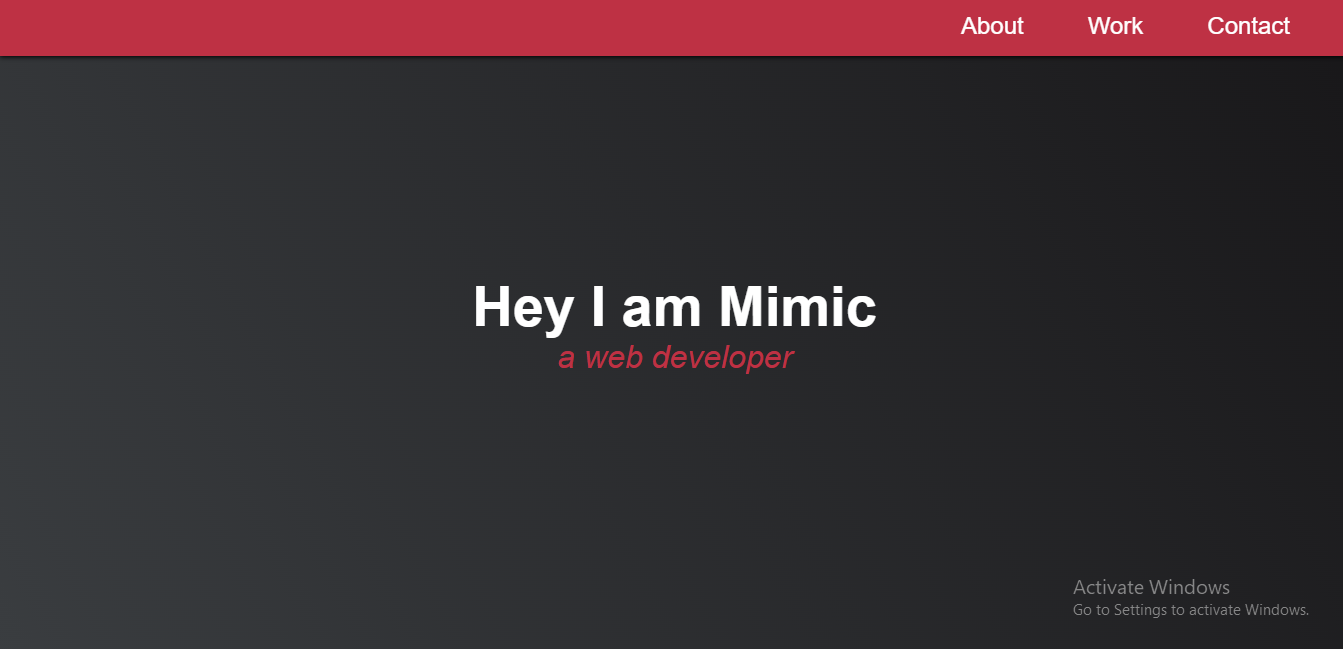 About Work Contact
Hey I am Mimic
a web developer
Activate Windows
Go to Settings to activate Windows.